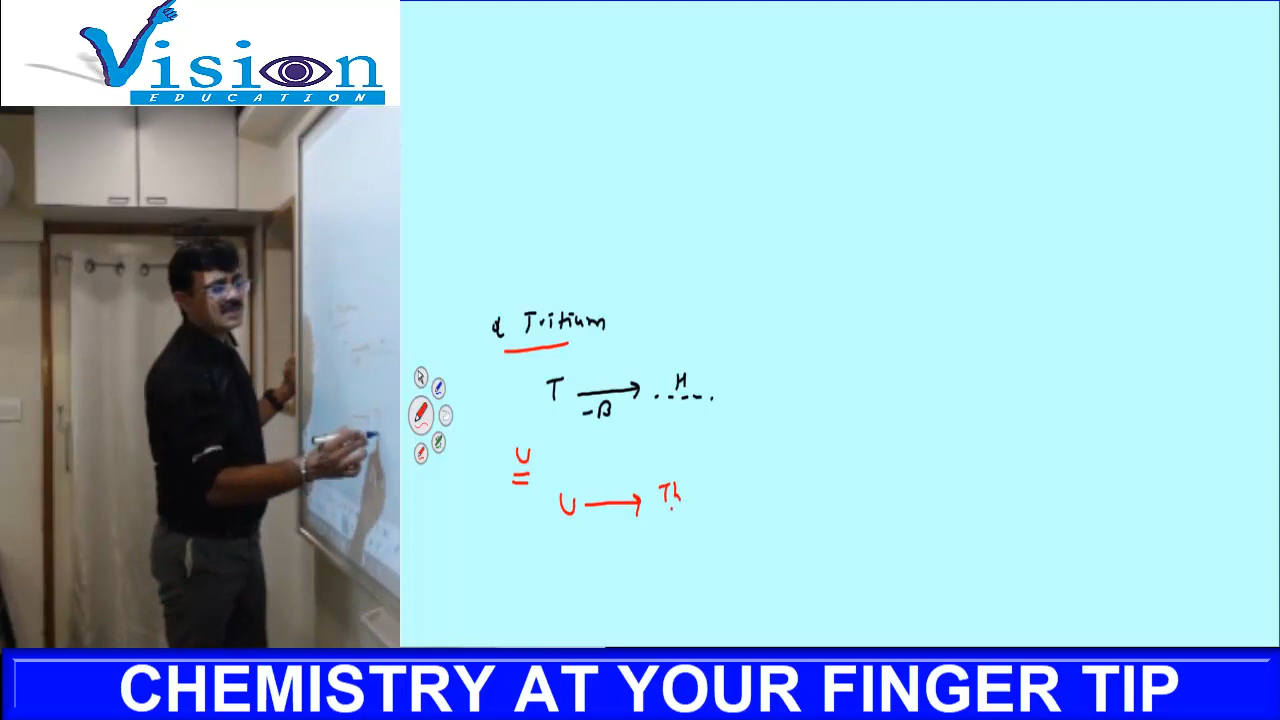 Vision
EDUCATION
Tritium
T → H
-β
U
U → Th
CHEMISTRY AT YOUR FINGER TIP